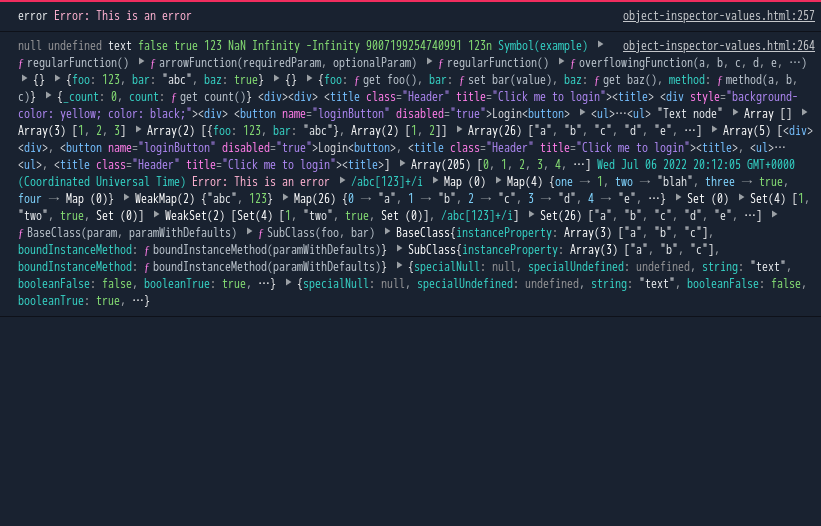 error Error: This is an error object-inspector-values.html:257
null undefined text false true 123 NaN Infinity -Infinity 9007199254740991 123n Symbol(example) ▶ object-inspector-values.html:264
ƒ regularFunction() ▶ ƒ arrowFunction(requiredParam, optionalParam) ▶ ƒ regularFunction() ▶ ƒ overflowingFunction(a, b, c, d, e, …)
▶ {} ▶ {foo: 123, bar: "abc", baz: true} ▶ {} ▶ {foo: ƒ get foo(), bar: ƒ set bar(value), baz: ƒ get baz(), method: ƒ method(a, b,
c)} ▶ {_count: 0, count: ƒ get count()} <div><div> <title class="Header" title="Click me to login"><title> <div style="background-
color: yellow; color: black;"><div> <button name="loginButton" disabled="true">Login<button> ▶ <ul>…<ul> "Text node" ▶ Array [] ▶
Array(3) [1, 2, 3] ▶ Array(2) [{foo: 123, bar: "abc"}, Array(2) [1, 2]] ▶ Array(26) ["a", "b", "c", "d", "e", …] ▶ Array(5) [<div>
<div>, <button name="loginButton" disabled="true">Login<button>, <title class="Header" title="Click me to login"><title>, <ul>…
<ul>, <title class="Header" title="Click me to login"><title>] ▶ Array(205) [0, 1, 2, 3, 4, …] Wed Jul 06 2022 20:12:05 GMT+0000
(Coordinated Universal Time) Error: This is an error ▶ /abc[123]+/i ▶ Map (0) ▶ Map(4) {one → 1, two → "blah", three → true,
four → Map (0)} ▶ WeakMap(2) {"abc", 123} ▶ Map(26) {0 → "a", 1 → "b", 2 → "c", 3 → "d", 4 → "e", …} ▶ Set (0) ▶ Set(4) [1,
"two", true, Set (0)] ▶ WeakSet(2) [Set(4) [1, "two", true, Set (0)], /abc[123]+/i] ▶ Set(26) ["a", "b", "c", "d", "e", …] ▶
ƒ BaseClass(param, paramWithDefaults) ▶ ƒ SubClass(foo, bar) ▶ BaseClass{instanceProperty: Array(3) ["a", "b", "c"],
boundInstanceMethod: ƒ boundInstanceMethod(paramWithDefaults)} ▶ SubClass{instanceProperty: Array(3) ["a", "b", "c"],
boundInstanceMethod: ƒ boundInstanceMethod(paramWithDefaults)} ▶ {specialNull: null, specialUndefined: undefined, string: "text",
booleanFalse: false, booleanTrue: true, …} ▶ {specialNull: null, specialUndefined: undefined, string: "text", booleanFalse: false,
booleanTrue: true, …}